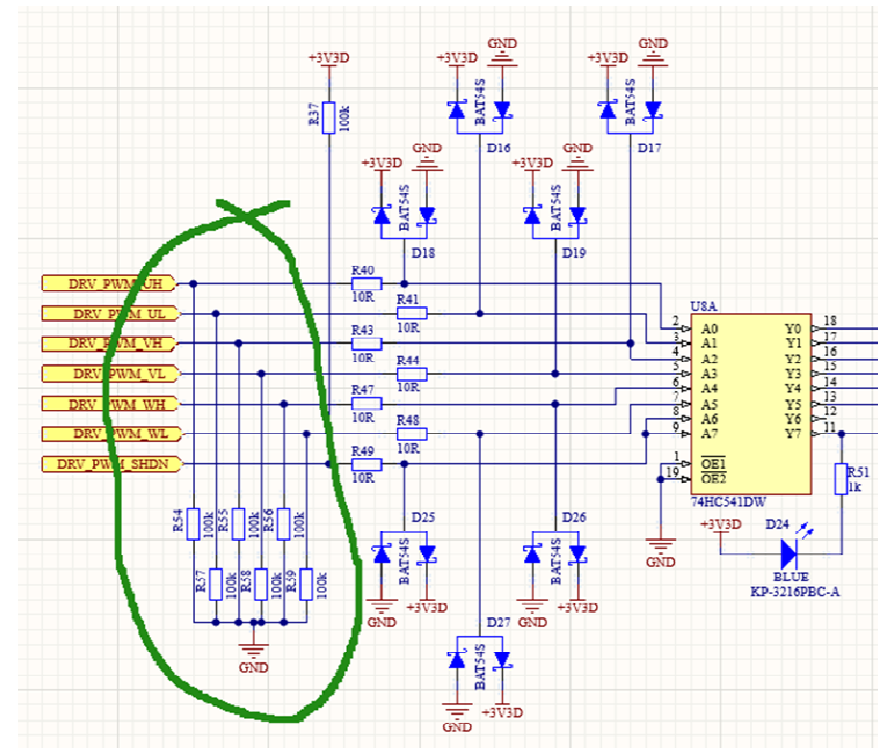 GND
GND
+3V3D
+3V3D
+3V3D
R37
100k
BAT54S
BAT54S
D16
D17
GND
GND
+3V3D
+3V3D
BAT54S
BAT54S
D18
D19
DRV_PWM_UH
R40
10R
DRV_PWM_UL
R41
10R
DRV_PWM_VH
R43
10R
DRV_PWM_VL
R44
10R
DRV_PWM_WH
R47
10R
DRV_PWM_WL
R48
10R
DRV_PWM_SHDN
R49
10R
U8A
2 A0 Y0 18
3 A1 Y1 17
4 A2 Y2 16
5 A3 Y3 15
6 A4 Y4 14
7 A5 Y5 13
8 A6 Y6 12
9 A7 Y7 11
1 OE1
19 OE2
74HC541DW
R51
1k
R54
100k
R55
100k
R56
100k
R57
100k
R58
100k
R59
100k
GND
D25
BAT54S
GND
+3V3D
D26
BAT54S
GND
+3V3D
GND
+3V3D
D24
BLUE
KP-3216PBC-A
D27
BAT54S
GND
+3V3D